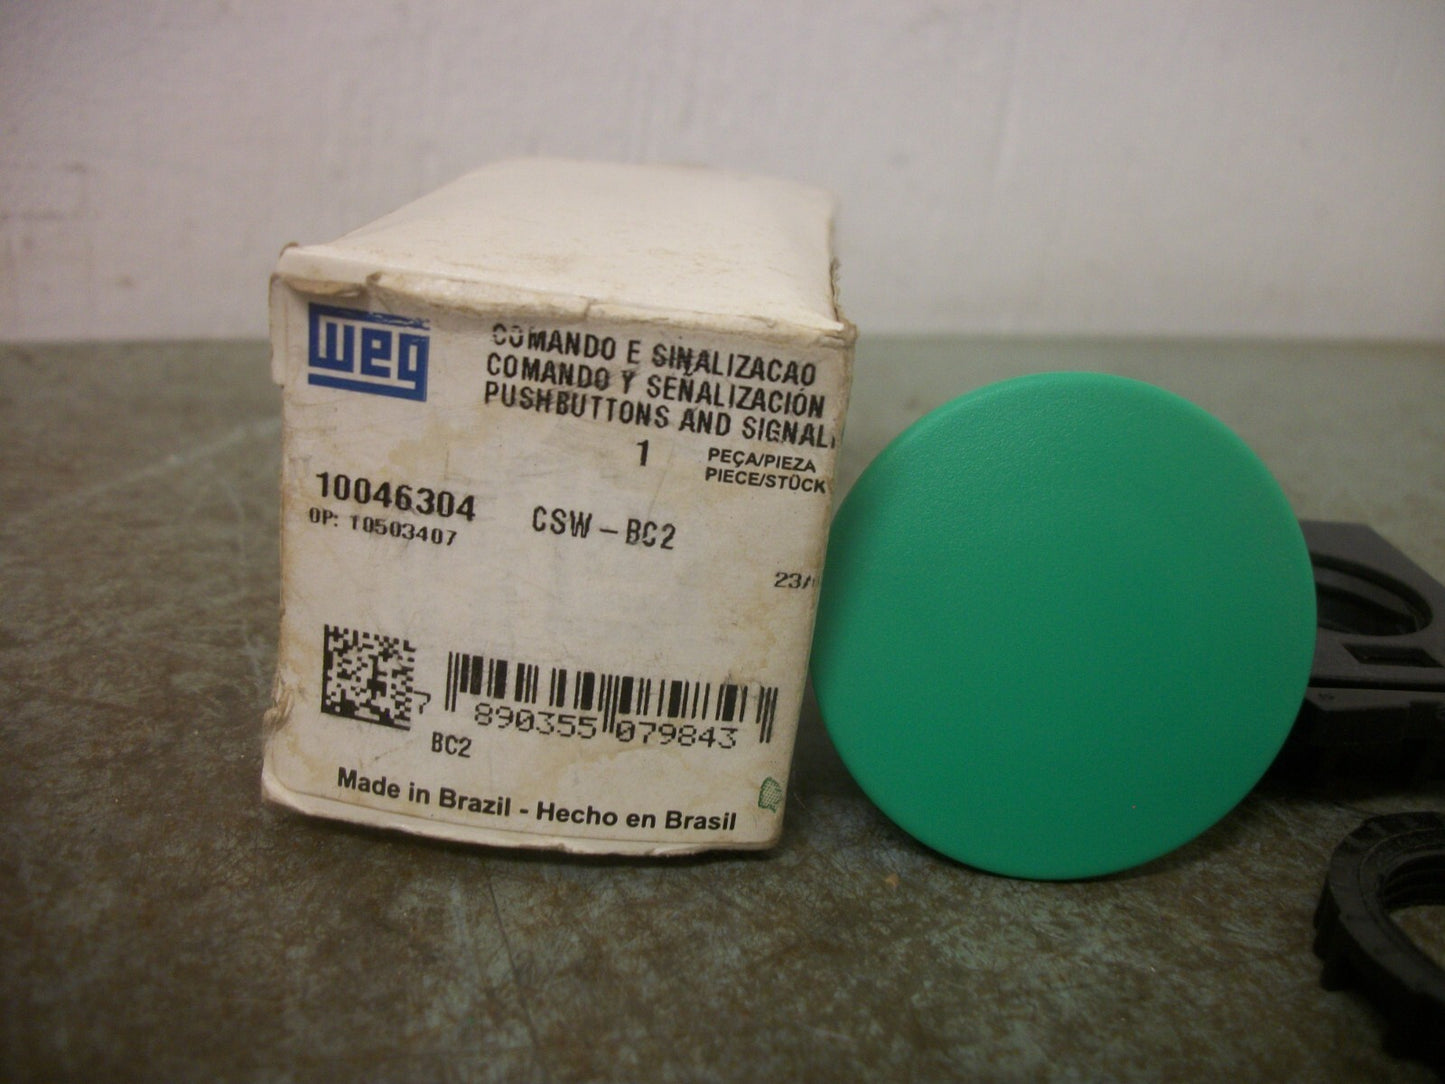 weg
COMANDO E SINALIZACAO
COMANDO Y SEÑALIZACIÓN
PUSHBUTTONS AND SIGNAL
1 PEÇA/PIEZA
PIECE/STÜCK
10046304 CSW-BC2
OP: 10503407
23/
7 890355 079843
BC2
Made in Brazil - Hecho en Brasil